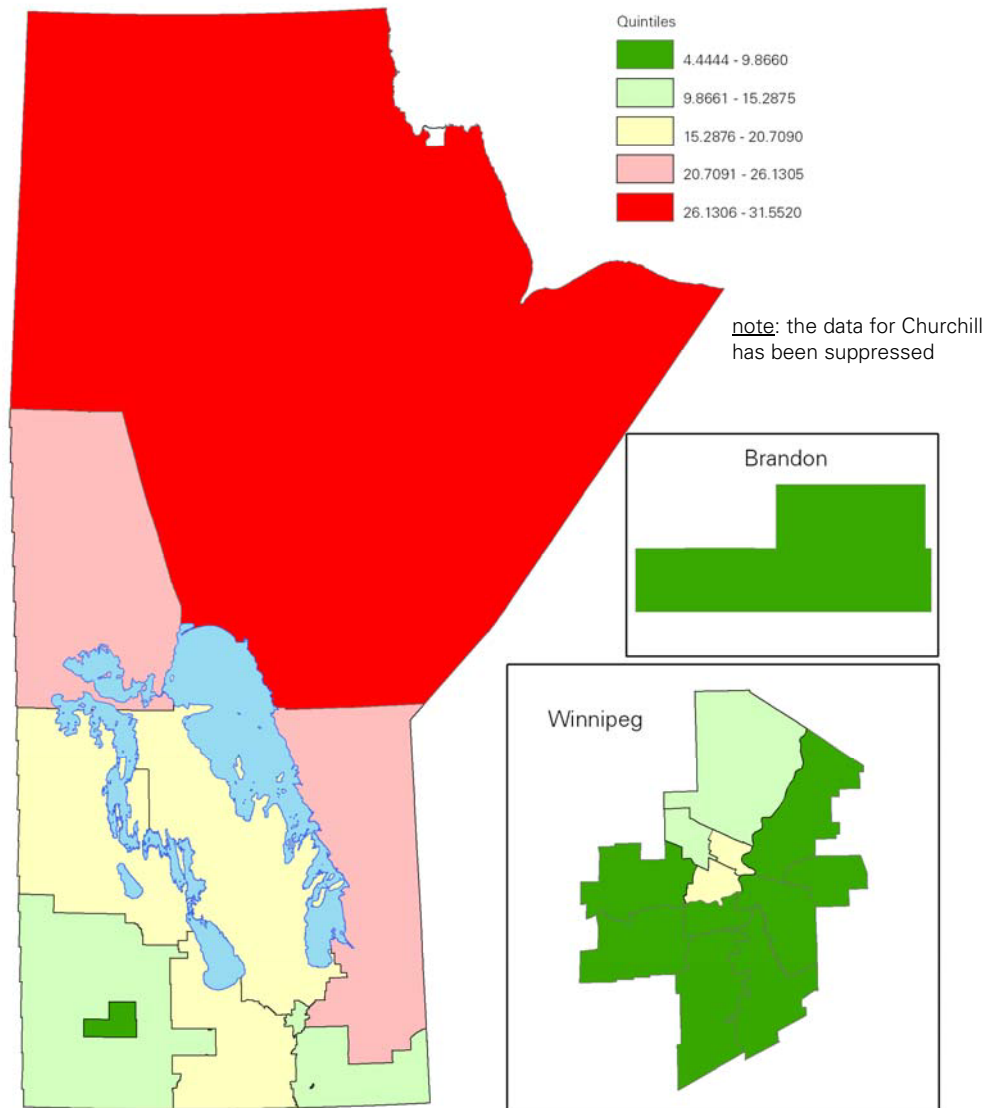 Quintiles
4.4444 - 9.8660
9.8661 - 15.2875
15.2876 - 20.7090
20.7091 - 26.1305
26.1306 - 31.5520
note: the data for Churchill
has been suppressed
Brandon
Winnipeg